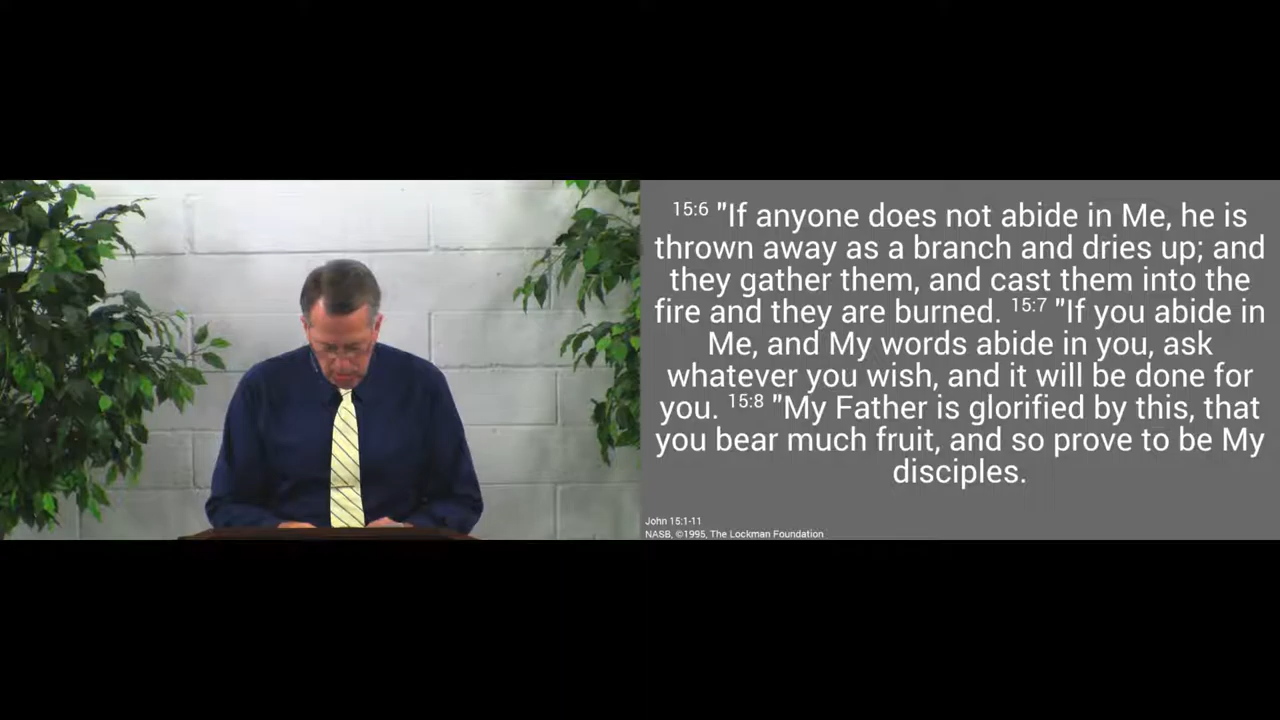 15:6 "If anyone does not abide in Me, he is
thrown away as a branch and dries up; and
they gather them, and cast them into the
fire and they are burned. 15:7 "If you abide in
Me, and My words abide in you, ask
whatever you wish, and it will be done for
you. 15:8 "My Father is glorified by this, that
you bear much fruit, and so prove to be My
disciples.
John 15:1-11
NASB, ©1995, The Lockman Foundation